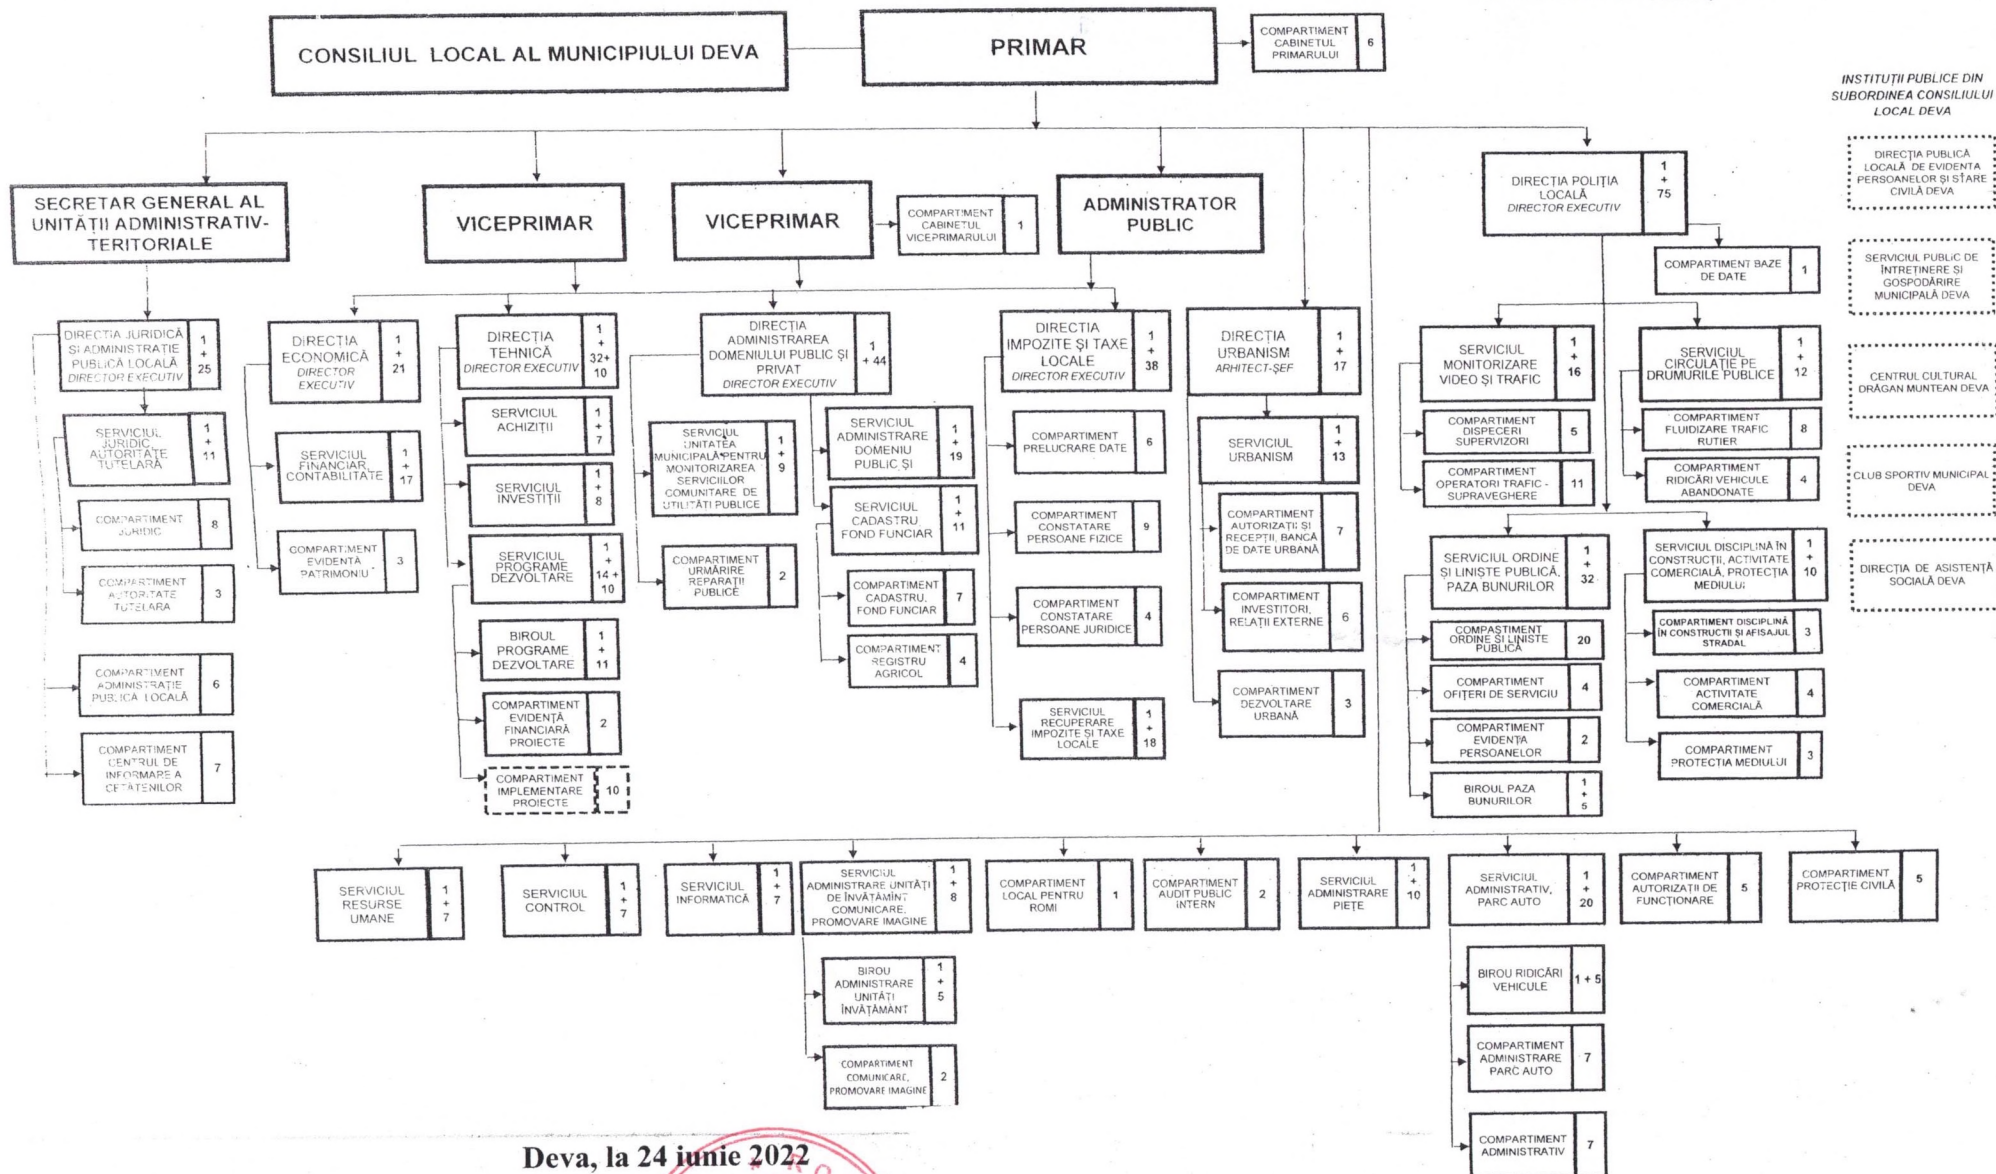 CONSILIUL LOCAL AL MUNICIPIULUI DEVA
PRIMAR
COMPARTIMENT
CABINETUL
PRIMARULUI
6
INSTITUȚII PUBLICE DIN
SUBORDINEA CONSILIULUI
LOCAL DEVA
DIRECȚIA PUBLICĂ
LOCALĂ DE EVIDENTA
PERSOANELOR ȘI STARE
CIVILĂ DEVA
SERVICIUL PUBLIC DE
ÎNTREȚINERE ȘI
GOSPODĂRIRE
MUNICIPALĂ DEVA
CENTRUL CULTURAL
DRĂGAN MUNTEAN DEVA
CLUB SPORTIV MUNICIPAL
DEVA
DIRECȚIA DE ASISTENȚĂ
SOCIALĂ DEVA
SECRETAR GENERAL AL
UNITĂȚII ADMINISTRATIV-
TERITORIALE
VICEPRIMAR
VICEPRIMAR
COMPARTIMENT
CABINETUL
VICEPRIMARULUI
1
ADMINISTRATOR
PUBLIC
DIRECȚIA POLIȚIA
LOCALĂ
DIRECTOR EXECUTIV
1
+
75
COMPARTIMENT BAZE
DE DATE
1
DIRECȚIA JURIDICĂ
ȘI ADMINISTRAȚIE
PUBLICĂ LOCALĂ
DIRECTOR EXECUTIV
1
+
25
SERVICIUL
JURIDIC,
AUTORITATE
TUTELARĂ
1
+
11
COMPARTIMENT
JURIDIC
8
COMPARTIMENT
AUTORITATE
TUTELARA
3
COMPARTIMENT
ADMINISTRAȚIE
PUBLICĂ LOCALĂ
6
COMPARTIMENT
CENTRUL DE
INFORMARE A
CETĂȚENILOR
7
DIRECȚIA
ECONOMICĂ
DIRECTOR
EXECUTIV
1
+
21
SERVICIUL
FINANCIAR,
CONTABILITATE
1
+
17
COMPARTIMENT
EVIDENȚĂ
PATRIMONIU
3
DIRECȚIA
TEHNICĂ
DIRECTOR EXECUTIV
1
+
32+
10
SERVICIUL
ACHIZIȚII
1
+
7
SERVICIUL
INVESTIȚII
1
+
8
SERVICIUL
PROGRAME
DEZVOLTARE
1
+
14 +
10
BIROUL
PROGRAME
DEZVOLTARE
1
+
11
COMPARTIMENT
EVIDENȚĂ
FINANCIARĂ
PROIECTE
2
COMPARTIMENT
IMPLEMENTARE
PROIECTE
10
DIRECȚIA
ADMINISTRAREA
DOMENIULUI PUBLIC ȘI
PRIVAT
DIRECTOR EXECUTIV
1
+ 44
SERVICIUL
UNITATEA
MUNICIPALĂ PENTRU
MONITORIZAREA
SERVICIILOR
COMUNITARE DE
UTILITĂȚI PUBLICE
1
+
9
COMPARTIMENT
URMĂRIRE
REPARAȚII
PUBLICE
2
SERVICIUL
ADMINISTRARE
DOMENIU
PUBLIC ȘI
1
+
19
SERVICIUL
CADASTRU
FOND FUNCIAR
1
+
11
COMPARTIMENT
CADASTRU,
FOND FUNCIAR
7
COMPARTIMENT
REGISTRU
AGRICOL
4
DIRECȚIA
IMPOZITE ȘI TAXE
LOCALE
DIRECTOR EXECUTIV
1
+
38
COMPARTIMENT
PRELUCRARE DATE
6
COMPARTIMENT
CONSTATARE
PERSOANE FIZICE
9
COMPARTIMENT
CONSTATARE
PERSOANE JURIDICE
4
SERVICIUL
RECUPERARE
IMPOZITE ȘI TAXE
LOCALE
1
+
18
DIRECȚIA
URBANISM
ARHITECT-ȘEF
1
+
17
SERVICIUL
URBANISM
1
+
13
COMPARTIMENT
AUTORIZAȚII ȘI
RECEPȚII, BANCĂ
DE DATE URBANĂ
7
COMPARTIMENT
INVESTITORI,
RELAȚII EXTERNE
6
COMPARTIMENT
DEZVOLTARE
URBANĂ
3
SERVICIUL
MONITORIZARE
VIDEO ȘI TRAFIC
1
+
16
COMPARTIMENT
DISPECERI
SUPERVIZORI
5
COMPARTIMENT
OPERATORI TRAFIC -
SUPRAVEGHERE
11
SERVICIUL
CIRCULAȚIE PE
DRUMURILE PUBLICE
1
+
12
COMPARTIMENT
FLUIDIZARE TRAFIC
RUTIER
8
COMPARTIMENT
RIDICĂRI VEHICULE
ABANDONATE
4
SERVICIUL ORDINE
ȘI LINIȘTE PUBLICĂ,
PAZA BUNURILOR
1
+
32
COMPASTIMENT
ORDINE SI LINISTE
PUBLICĂ
20
COMPARTIMENT
OFIȚERI DE SERVICIU
4
COMPARTIMENT
EVIDENȚA
PERSOANELOR
2
BIROUL PAZA
BUNURILOR
1
+
5
SERVICIUL DISCIPLINĂ ÎN
CONSTRUCȚII, ACTIVITATE
COMERCIALĂ, PROTECȚIA
MEDIULUI
1
+
10
COMPARTIMENT DISCIPLINĂ
ÎN CONSTRUCTII ȘI AFISAJUL
STRADAL
3
COMPARTIMENT
ACTIVITATE
COMERCIALĂ
4
COMPARTIMENT
PROTECTIA MEDIULUI
3
SERVICIUL
RESURSE
UMANE
1
+
7
SERVICIUL
CONTROL
1
+
7
SERVICIUL
INFORMATICĂ
1
+
7
SERVICIUL
ADMINISTRARE UNITĂȚI
DE ÎNVĂȚĂMÎNT
COMUNICARE,
PROMOVARE IMAGINE
1
+
8
COMPARTIMENT
LOCAL PENTRU
ROMI
1
COMPARTIMENT
AUDIT PUBLIC
INTERN
2
SERVICIUL
ADMINISTRARE
PIEȚE
1
+
10
SERVICIUL
ADMINISTRATIV,
PARC AUTO
1
+
20
COMPARTIMENT
AUTORIZAȚII DE
FUNCȚIONARE
5
COMPARTIMENT
PROTECȚIE CIVILĂ
5
BIROU
ADMINISTRARE
UNITĂȚI
ÎNVĂȚĂMÂNT
1
+
5
COMPARTIMENT
COMUNICARE,
PROMOVARE IMAGINE
2
BIROU RIDICĂRI
VEHICULE
1 + 5
COMPARTIMENT
ADMINISTRARE
PARC AUTO
7
COMPARTIMENT
ADMINISTRATIV
7
Deva, la 24 iunie 2022